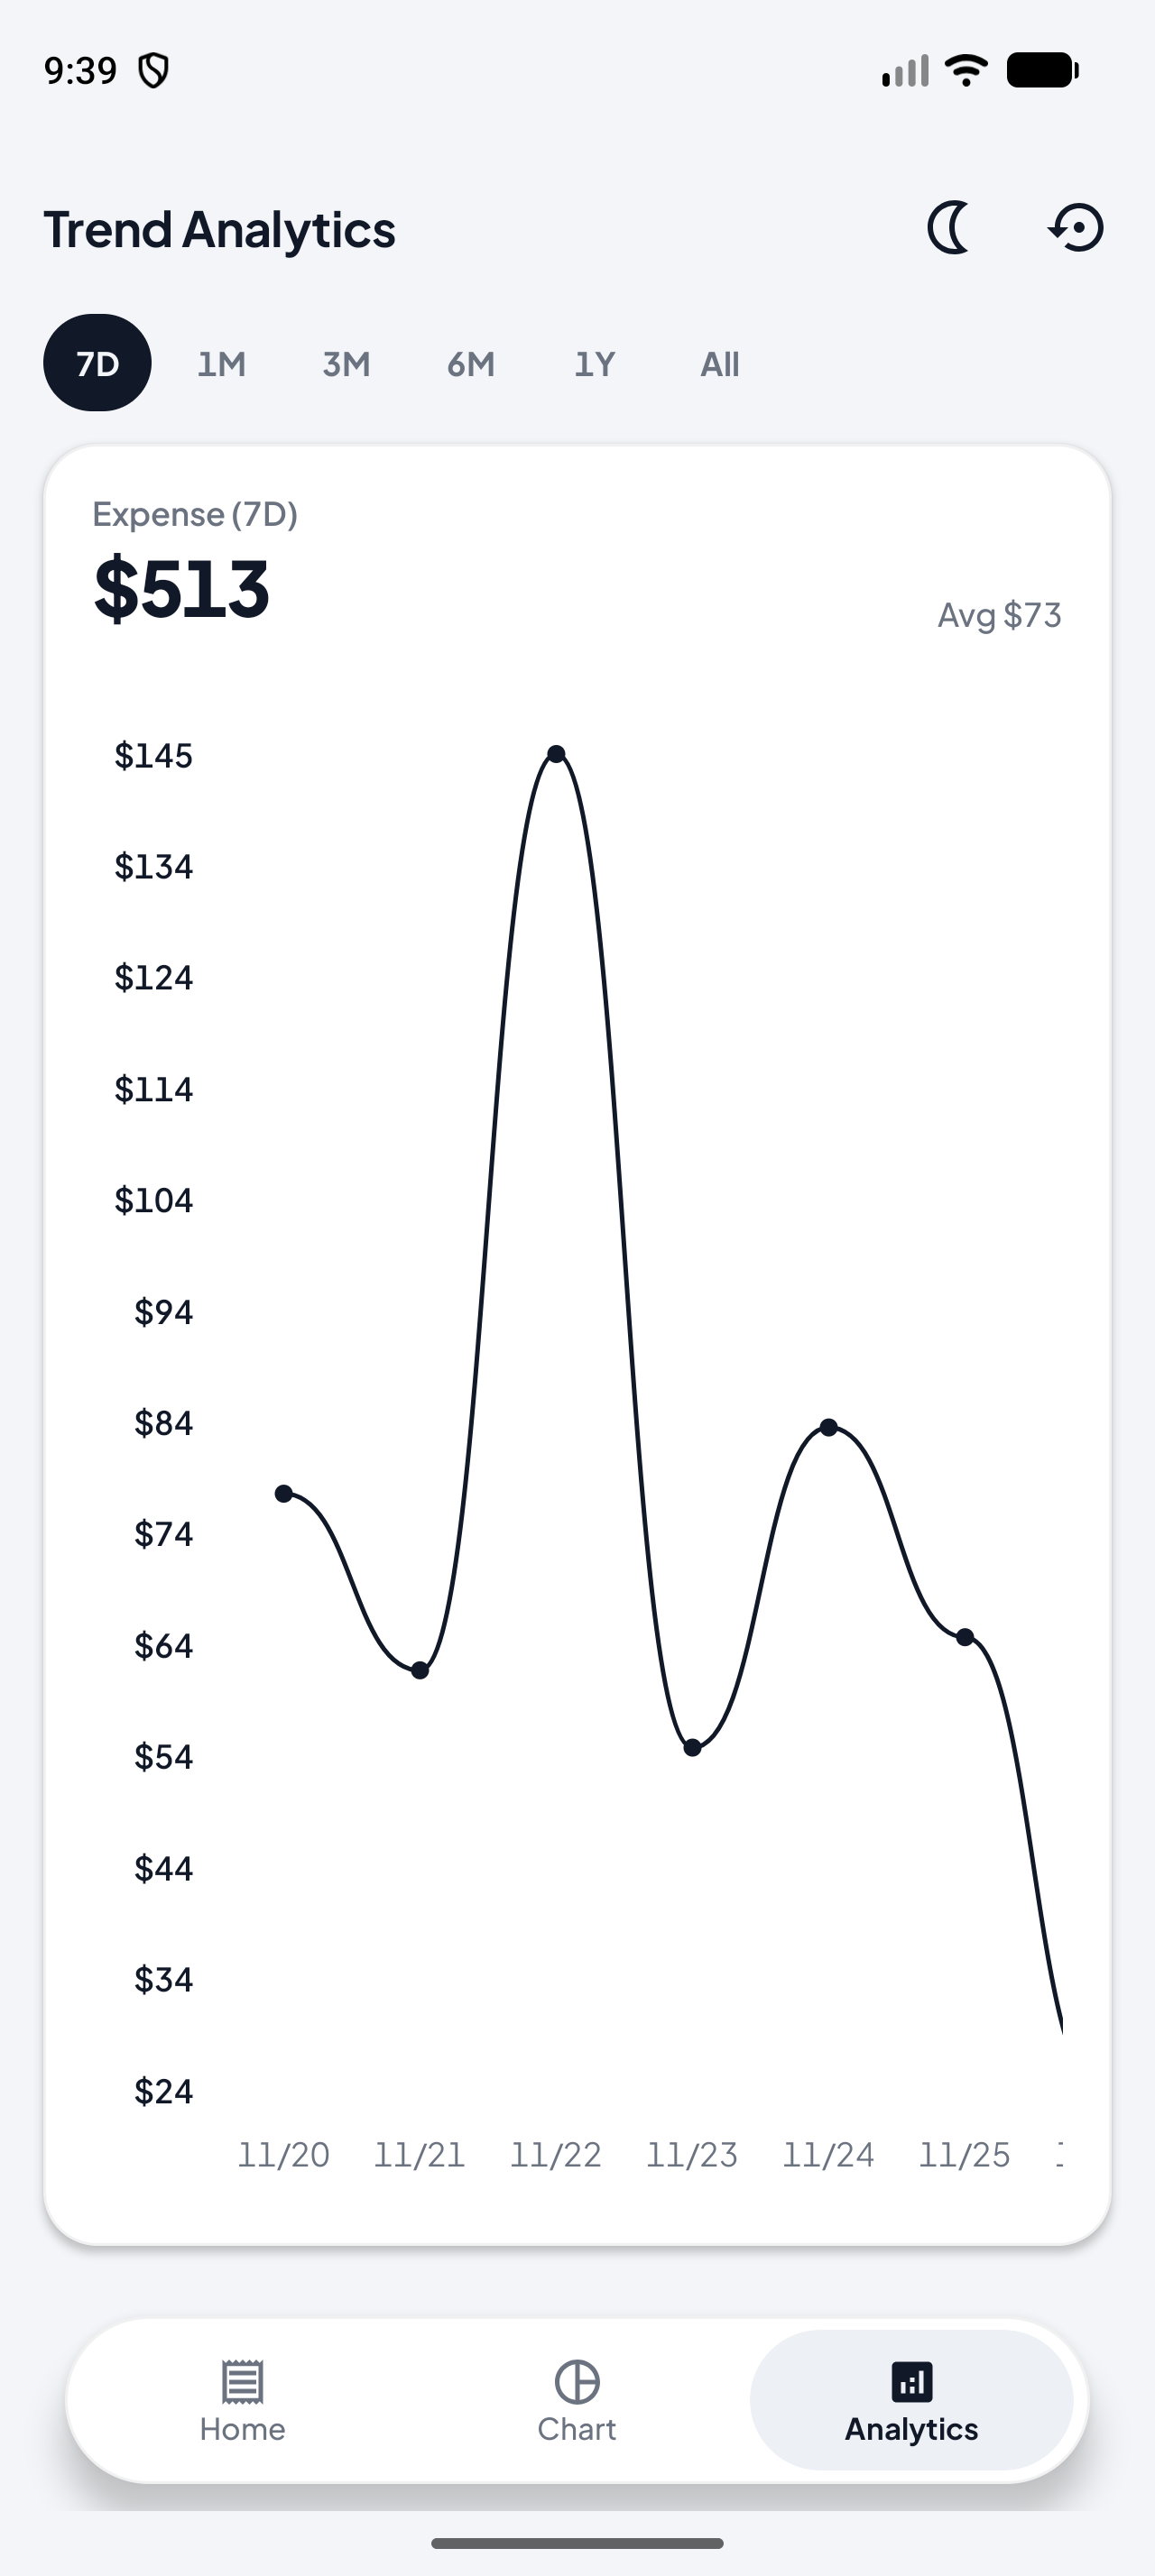 9:39
Trend Analytics
7D 1M 3M 6M 1Y All
Expense (7D)
$513
Avg $73
$145
$134
$124
$114
$104
$94
$84
$74
$64
$54
$44
$34
$24
11/20 11/21 11/22 11/23 11/24 11/25
Home Chart Analytics